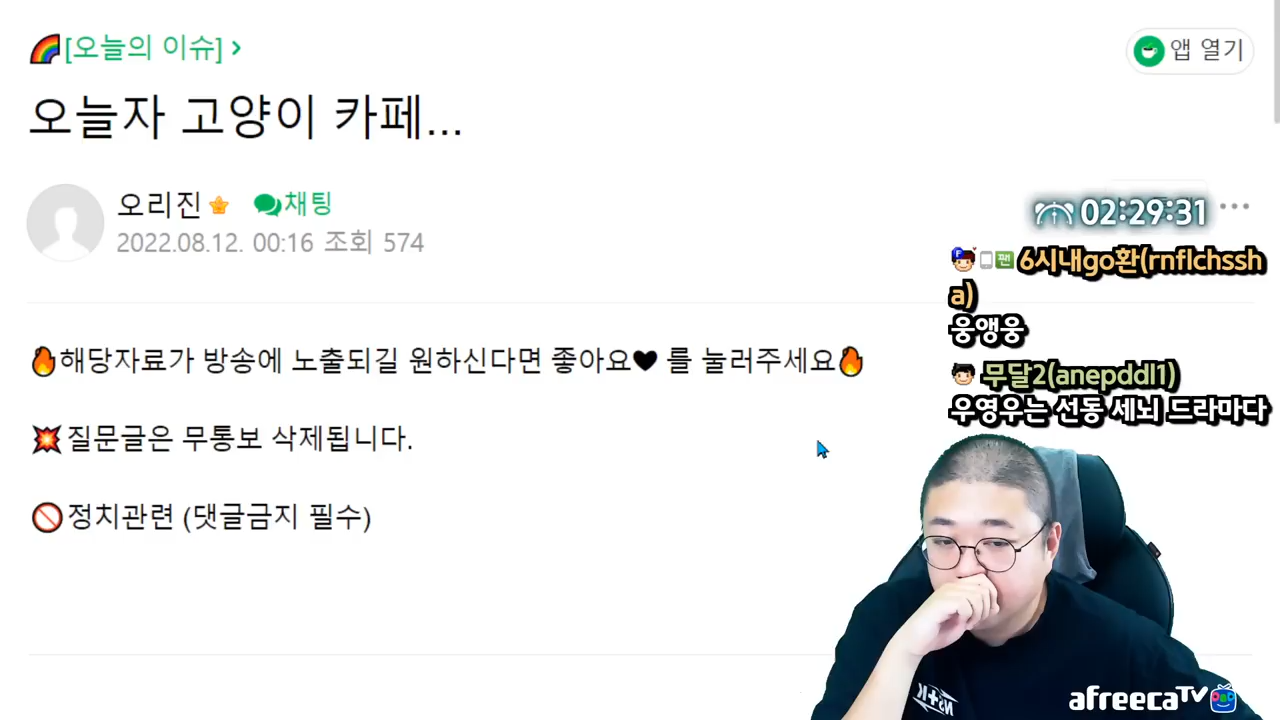 [오늘의 이슈] >
앱 열기
오늘자 고양이 카페...
오리진 채팅
2022.08.12. 00:16 조회 574
02:29:31
팬 6시내go환(rnflchssh
a)
웅앵웅
무달2(anepddl1)
우영우는 선동 세뇌 드라마다
해당자료가 방송에 노출되길 원하신다면 좋아요🖤 를 눌러주세요
질문글은 무통보 삭제됩니다.
정치관련 (댓글금지 필수)
afreecaTV